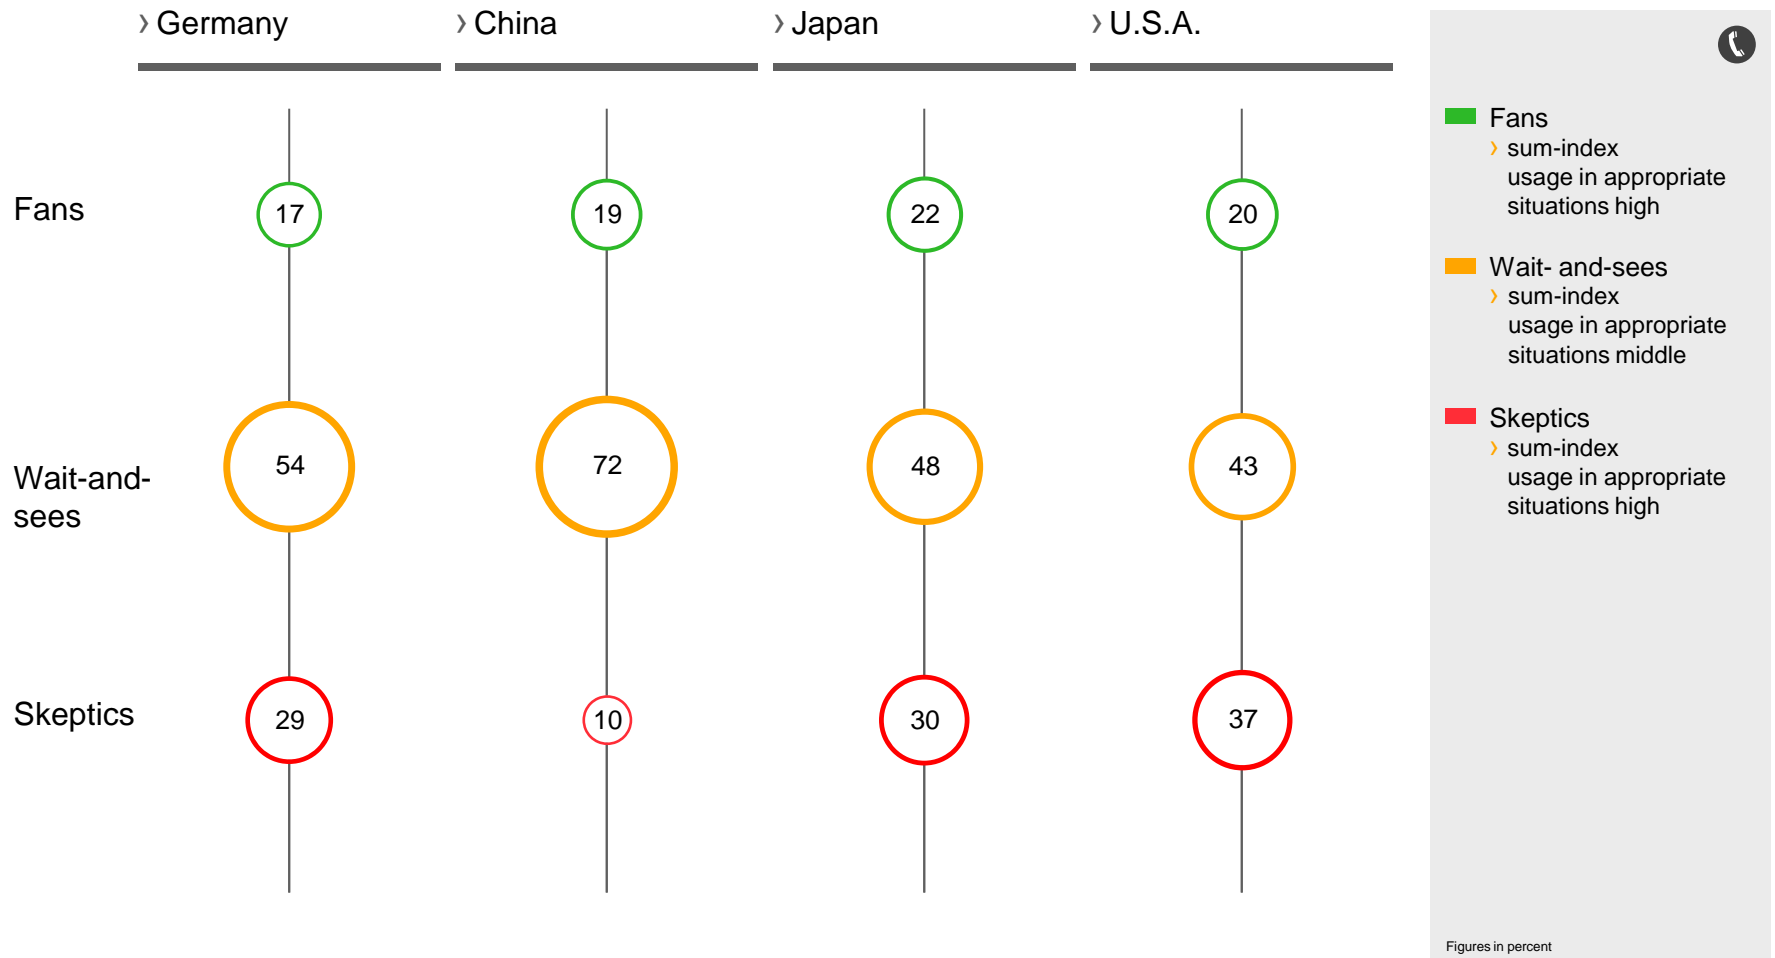 › Germany
› China
› Japan
› U.S.A.
Fans
17
19
22
20
Wait-and-
sees
54
72
48
43
Skeptics
29
10
30
37
Fans
› sum-index
usage in appropriate
situations high
Wait- and-sees
› sum-index
usage in appropriate
situations middle
Skeptics
› sum-index
usage in appropriate
situations high
Figures in percent